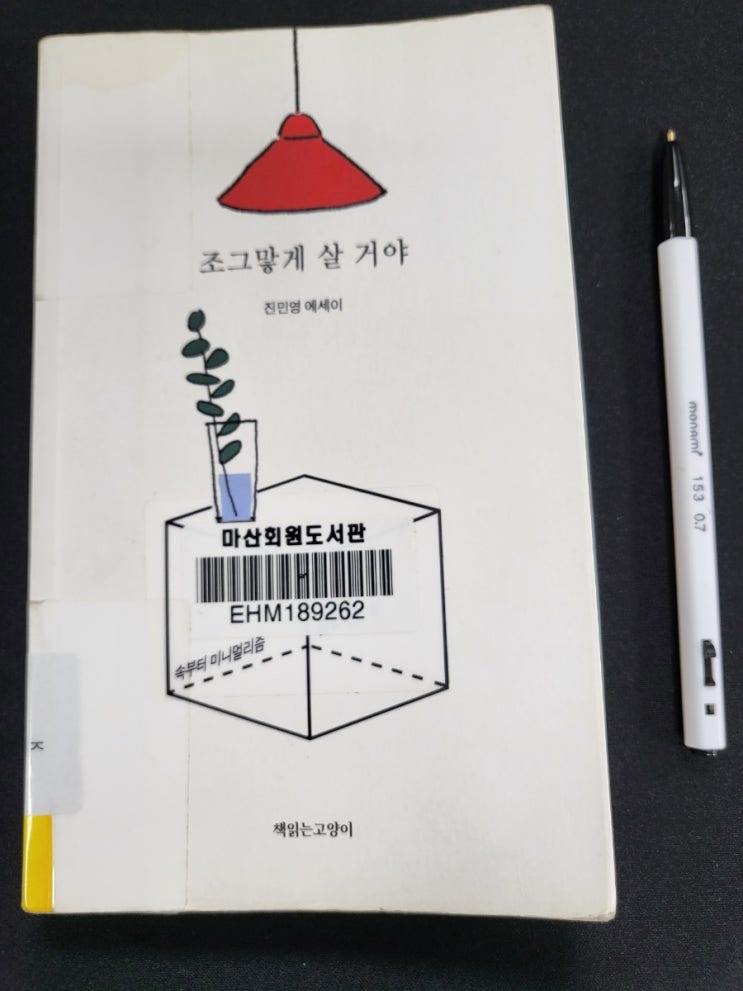 조그맣게 살 거야
진민영 에세이
마산회원도서관
EHM189262
속부터 미니멀리즘
ㅈ
책읽는고양이
monami
153 0.7